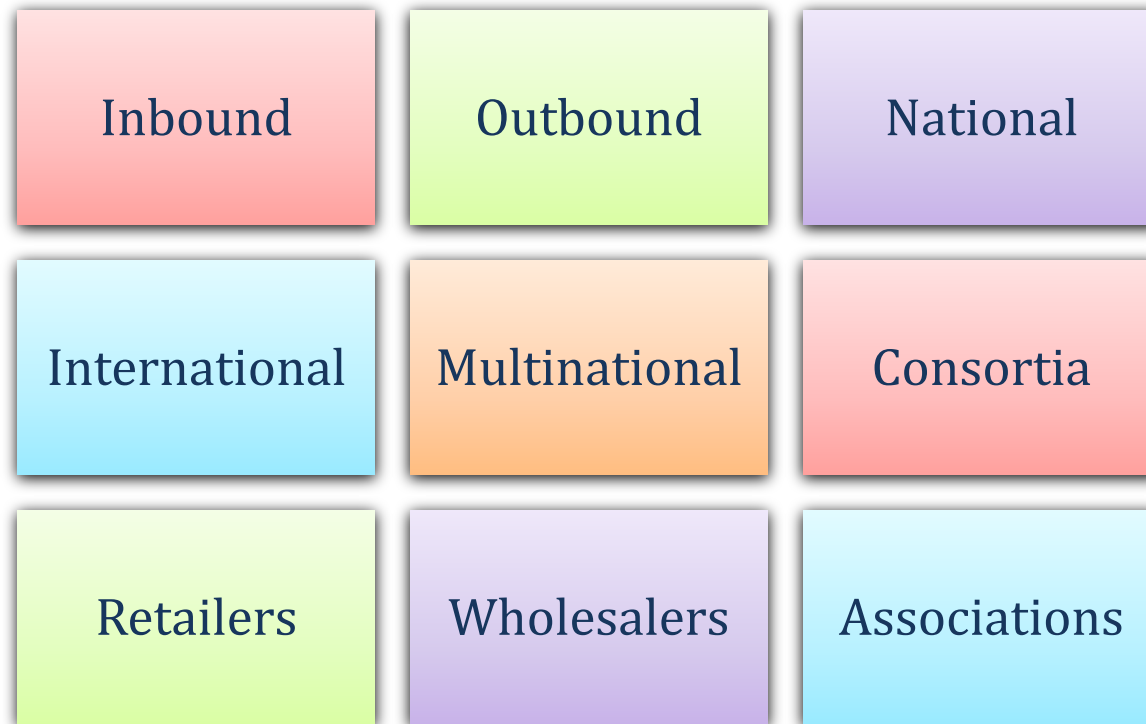 Inbound
Outbound
National
International
Multinational
Consortia
Retailers
Wholesalers
Associations